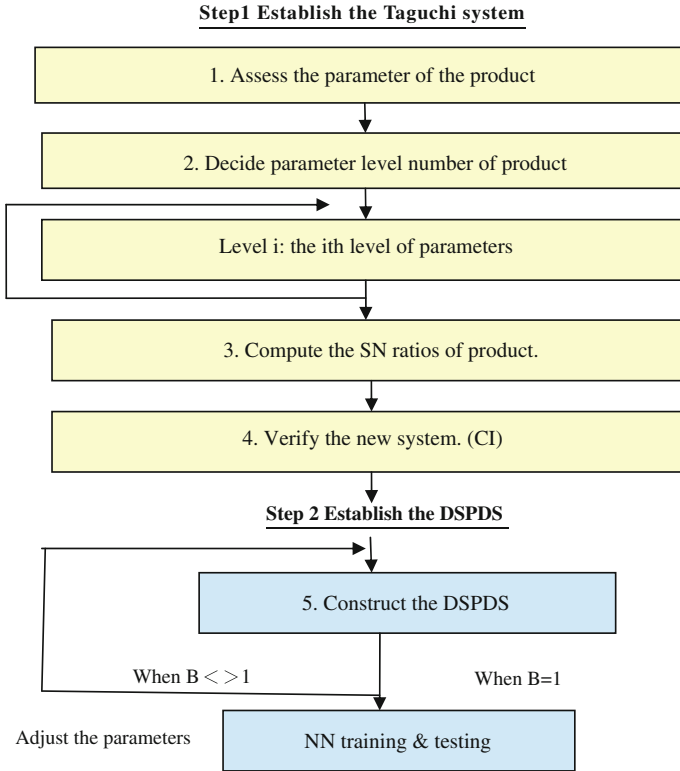 Step1 Establish the Taguchi system
1. Assess the parameter of the product
2. Decide parameter level number of product
Level i: the ith level of parameters
3. Compute the SN ratios of product.
4. Verify the new system. (CI)
Step 2 Establish the DSPDS
5. Construct the DSPDS
When B < >1
When B=1
Adjust the parameters
NN training & testing